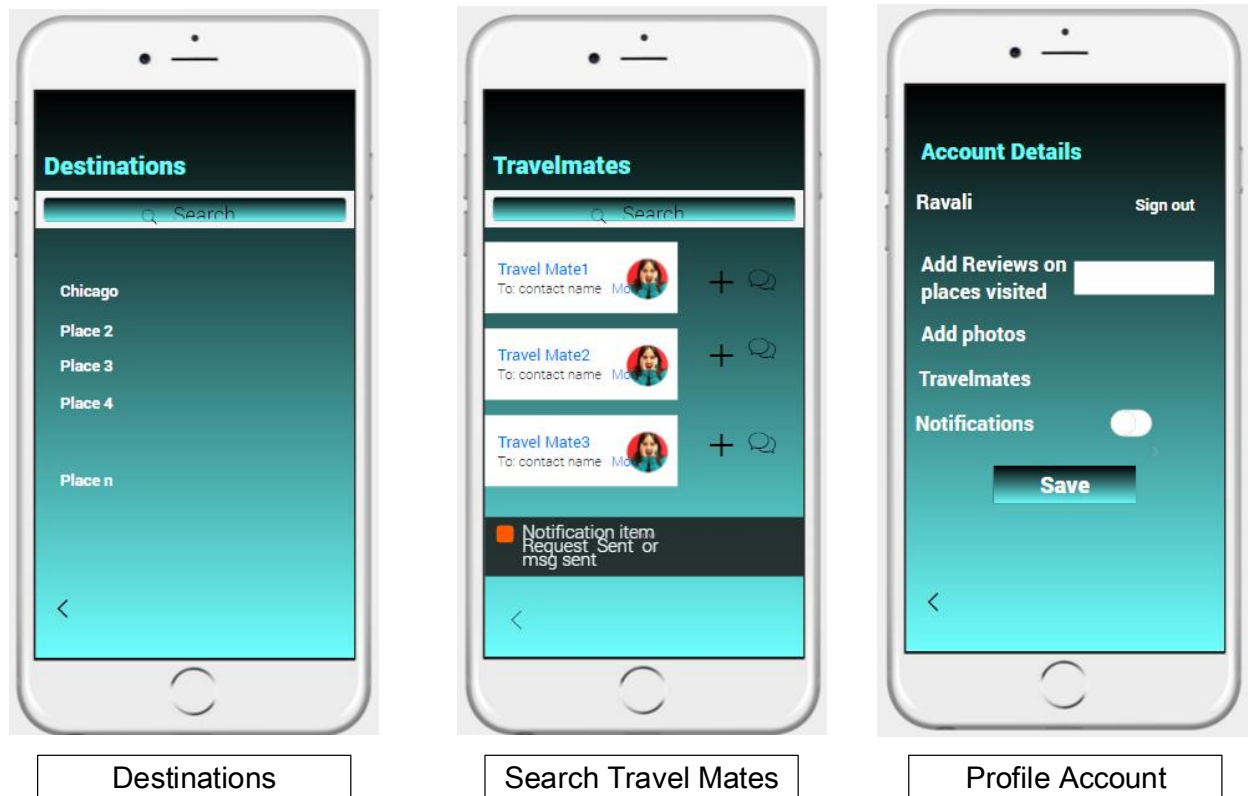 Destinations
Search
Chicago
Place 2
Place 3
Place 4
Place n
Destinations
Travelmates
Search
Travel Mate1
To: contact name
Travel Mate2
To: contact name
Travel Mate3
To: contact name
Notification item
Request Sent or
msg sent
Search Travel Mates
Account Details
Ravali
Sign out
Add Reviews on
places visited
Add photos
Travelmates
Notifications
Save
Profile Account